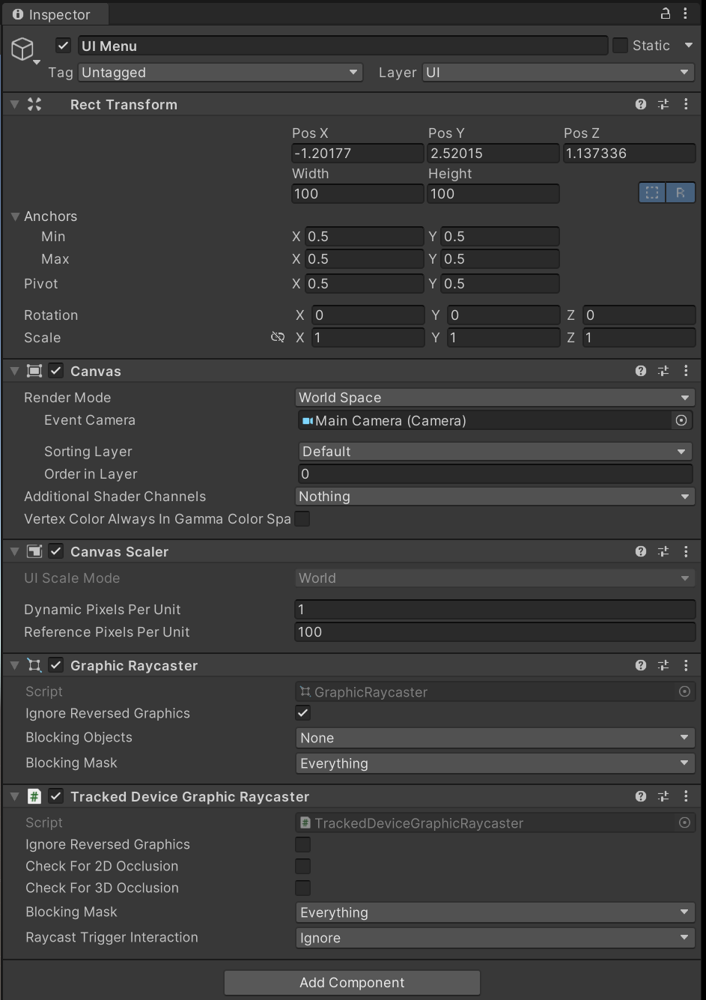 Inspector
UI Menu Static
Tag Untagged Layer UI
Rect Transform
Pos X Pos Y Pos Z
-1.20177 2.52015 1.137336
Width Height
100 100 R
Anchors
Min X 0.5 Y 0.5
Max X 0.5 Y 0.5
Pivot X 0.5 Y 0.5
Rotation X 0 Y 0 Z 0
Scale X 1 Y 1 Z 1
Canvas
Render Mode World Space
Event Camera Main Camera (Camera)
Sorting Layer Default
Order in Layer 0
Additional Shader Channels Nothing
Vertex Color Always In Gamma Color Spa
Canvas Scaler
UI Scale Mode World
Dynamic Pixels Per Unit 1
Reference Pixels Per Unit 100
Graphic Raycaster
Script GraphicRaycaster
Ignore Reversed Graphics
Blocking Objects None
Blocking Mask Everything
# Tracked Device Graphic Raycaster
Script # TrackedDeviceGraphicRaycaster
Ignore Reversed Graphics
Check For 2D Occlusion
Check For 3D Occlusion
Blocking Mask Everything
Raycast Trigger Interaction Ignore
Add Component